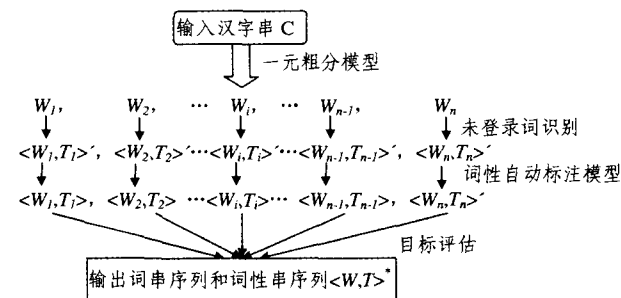 输入汉字串 C
一元粗分模型
W1, W2, ... Wi, ... Wn-1, Wn
未登录词识别
<W1,T1>´, <W2,T2>´...<Wi,Ti>´...<Wn-1,Tn-1>´, <Wn,Tn>´
词性自动标注模型
<W1,T1>, <W2,T2> ...<Wi,Ti>... <Wn-1,Tn-1>, <Wn,Tn>´
目标评估
输出词串序列和词性串序列<W,T>*